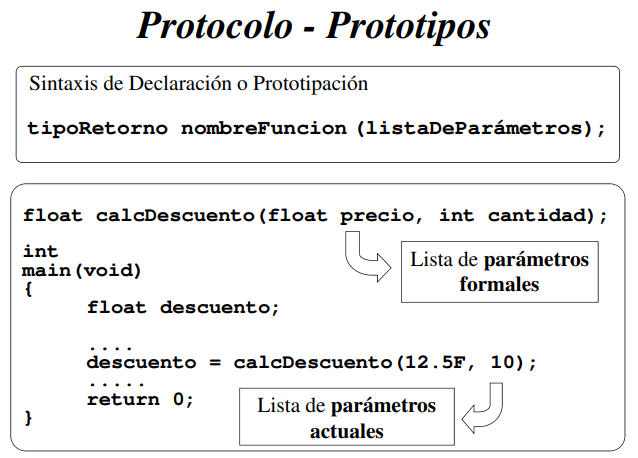 Protocolo - Prototipos
Sintaxis de Declaración o Prototipación
tipoRetorno nombreFuncion (listaDeParámetros);
float calcDescuento(float precio, int cantidad);
int
main(void)
{
float descuento;
....
descuento = calcDescuento(12.5F, 10);
.....
return 0;
}
Lista de parámetros
formales
Lista de parámetros
actuales